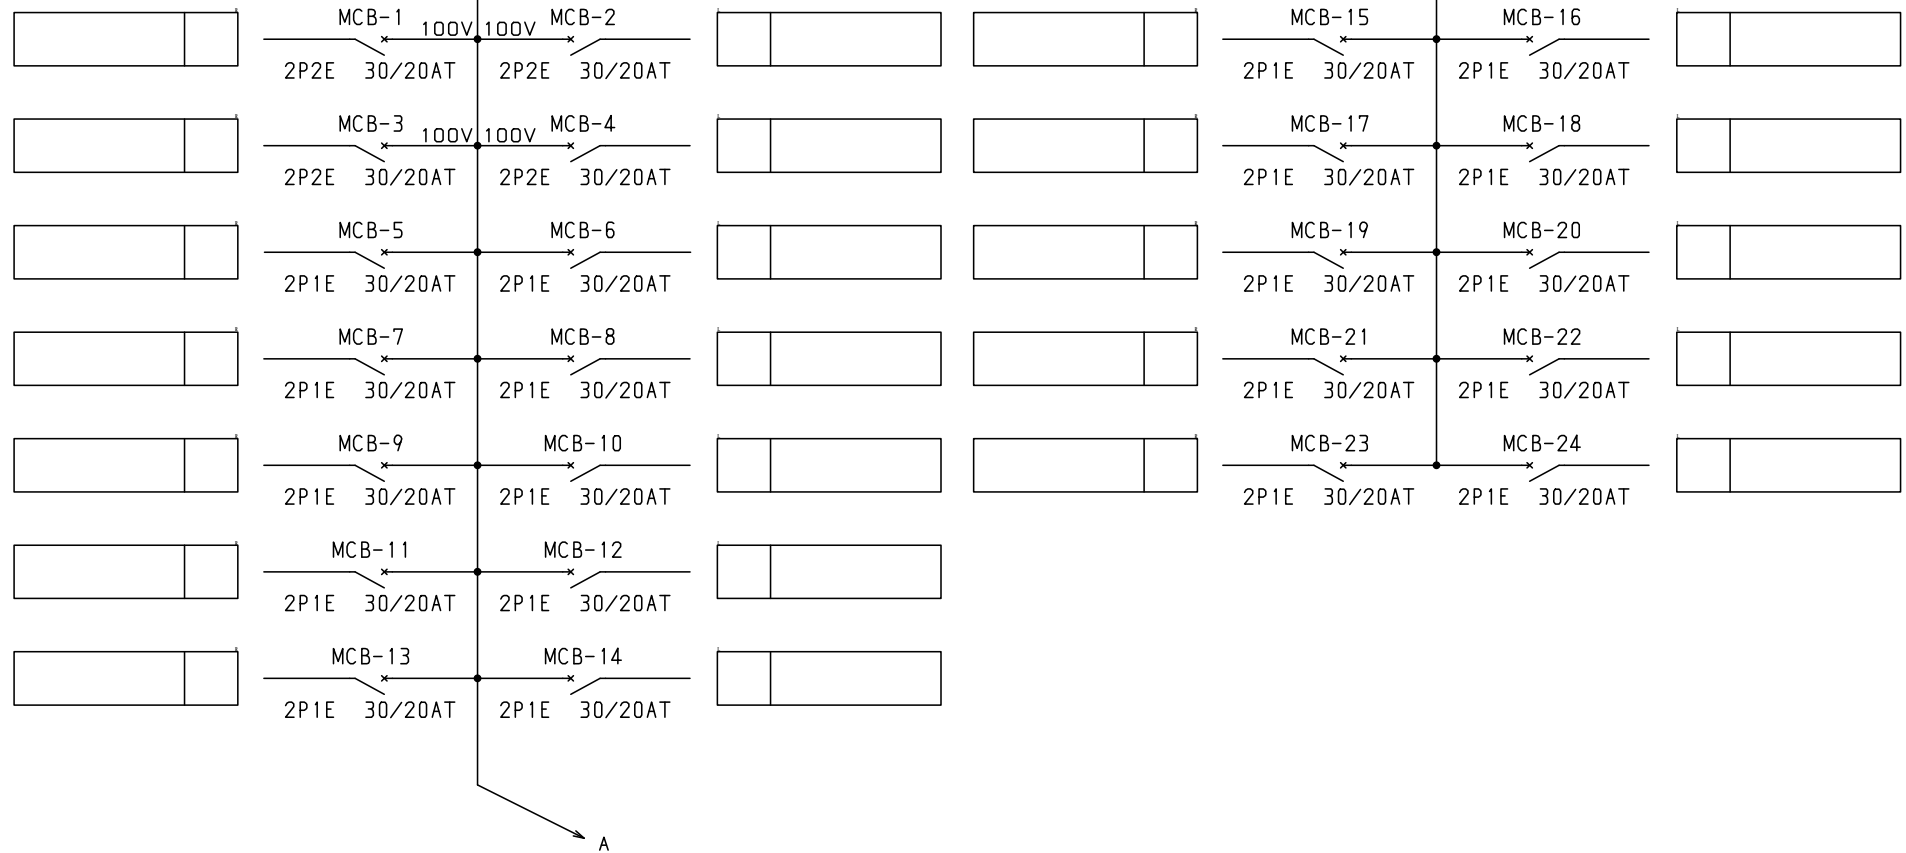 MCB-1 100V 100V MCB-2 MCB-15 MCB-16
2P2E 30/20AT 2P2E 30/20AT 2P1E 30/20AT 2P1E 30/20AT
MCB-3 100V 100V MCB-4 MCB-17 MCB-18
2P2E 30/20AT 2P2E 30/20AT 2P1E 30/20AT 2P1E 30/20AT
MCB-5 MCB-6 MCB-19 MCB-20
2P1E 30/20AT 2P1E 30/20AT 2P1E 30/20AT 2P1E 30/20AT
MCB-7 MCB-8 MCB-21 MCB-22
2P1E 30/20AT 2P1E 30/20AT 2P1E 30/20AT 2P1E 30/20AT
MCB-9 MCB-10 MCB-23 MCB-24
2P1E 30/20AT 2P1E 30/20AT 2P1E 30/20AT 2P1E 30/20AT
MCB-11 MCB-12
2P1E 30/20AT 2P1E 30/20AT
MCB-13 MCB-14
2P1E 30/20AT 2P1E 30/20AT
A